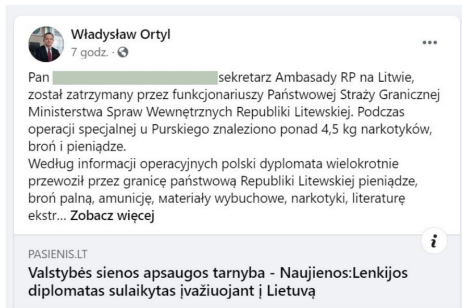 Władysław Ortyl
7 godz. ·
Pan sekretarz Ambasady RP na Litwie,
został zatrzymany przez funkcjonariuszy Państwowej Straży Granicznej
Ministerstwa Spraw Wewnętrznych Republiki Litewskiej. Podczas
operacji specjalnej u Purskiego znaleziono ponad 4,5 kg narkotyków,
broń i pieniądze.
Według informacji operacyjnych polski dyplomata wielokrotnie
przewoził przez granicę państwową Republiki Litewskiej pieniądze,
broń palną, amunicję, мateriały wybuchowe, narkotyki, literaturę
ekstr... Zobacz więcej
PASIENIS.LT
Valstybės sienos apsaugos tarnyba - Naujienos:Lenkijos
diplomatas sulaikytas įvažiuojant į Lietuvą